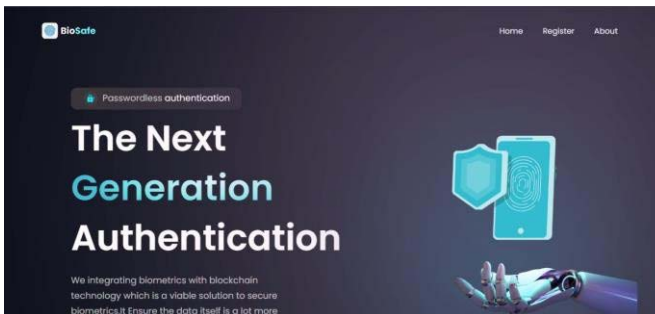 BioSafe
Home Register About
Passwordless authentication
The Next
Generation
Authentication
We integrating biometrics with blockchain
technology which is a viable solution to secure
biometrics.It Ensure the data itself is a lot more